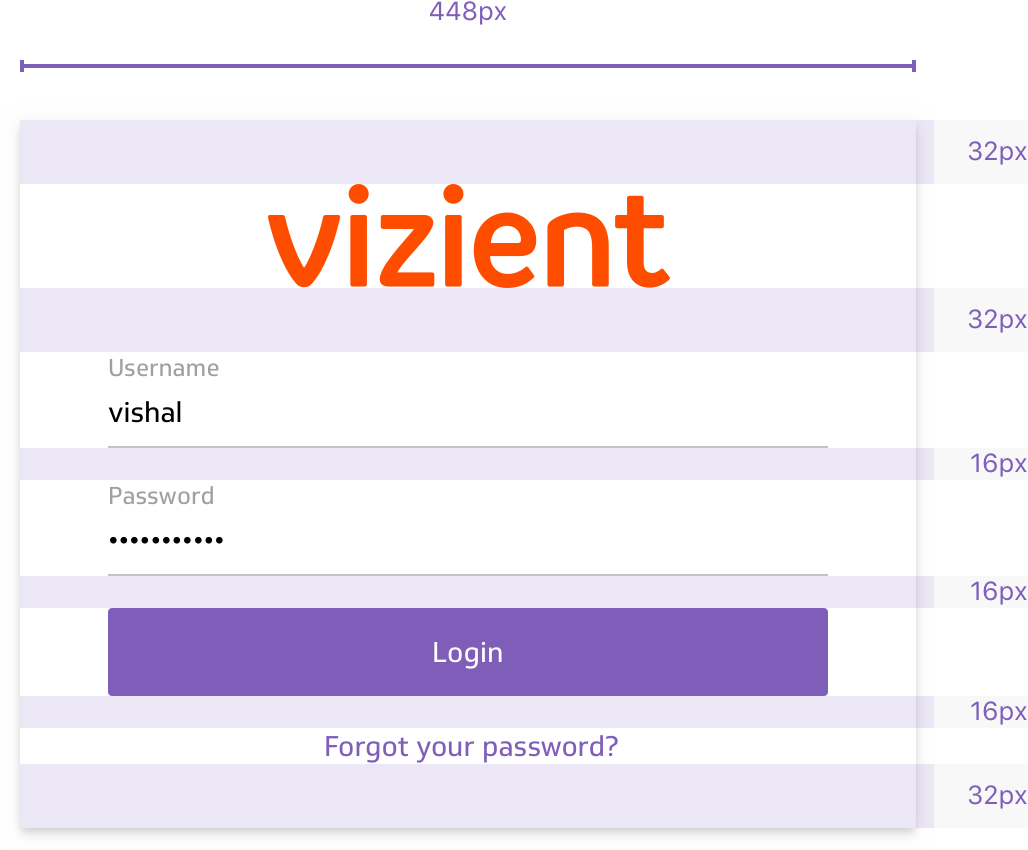 448px
32px
vizient
32px
Username
vishal
16px
Password
•••••••••••
16px
Login
16px
Forgot your password?
32px